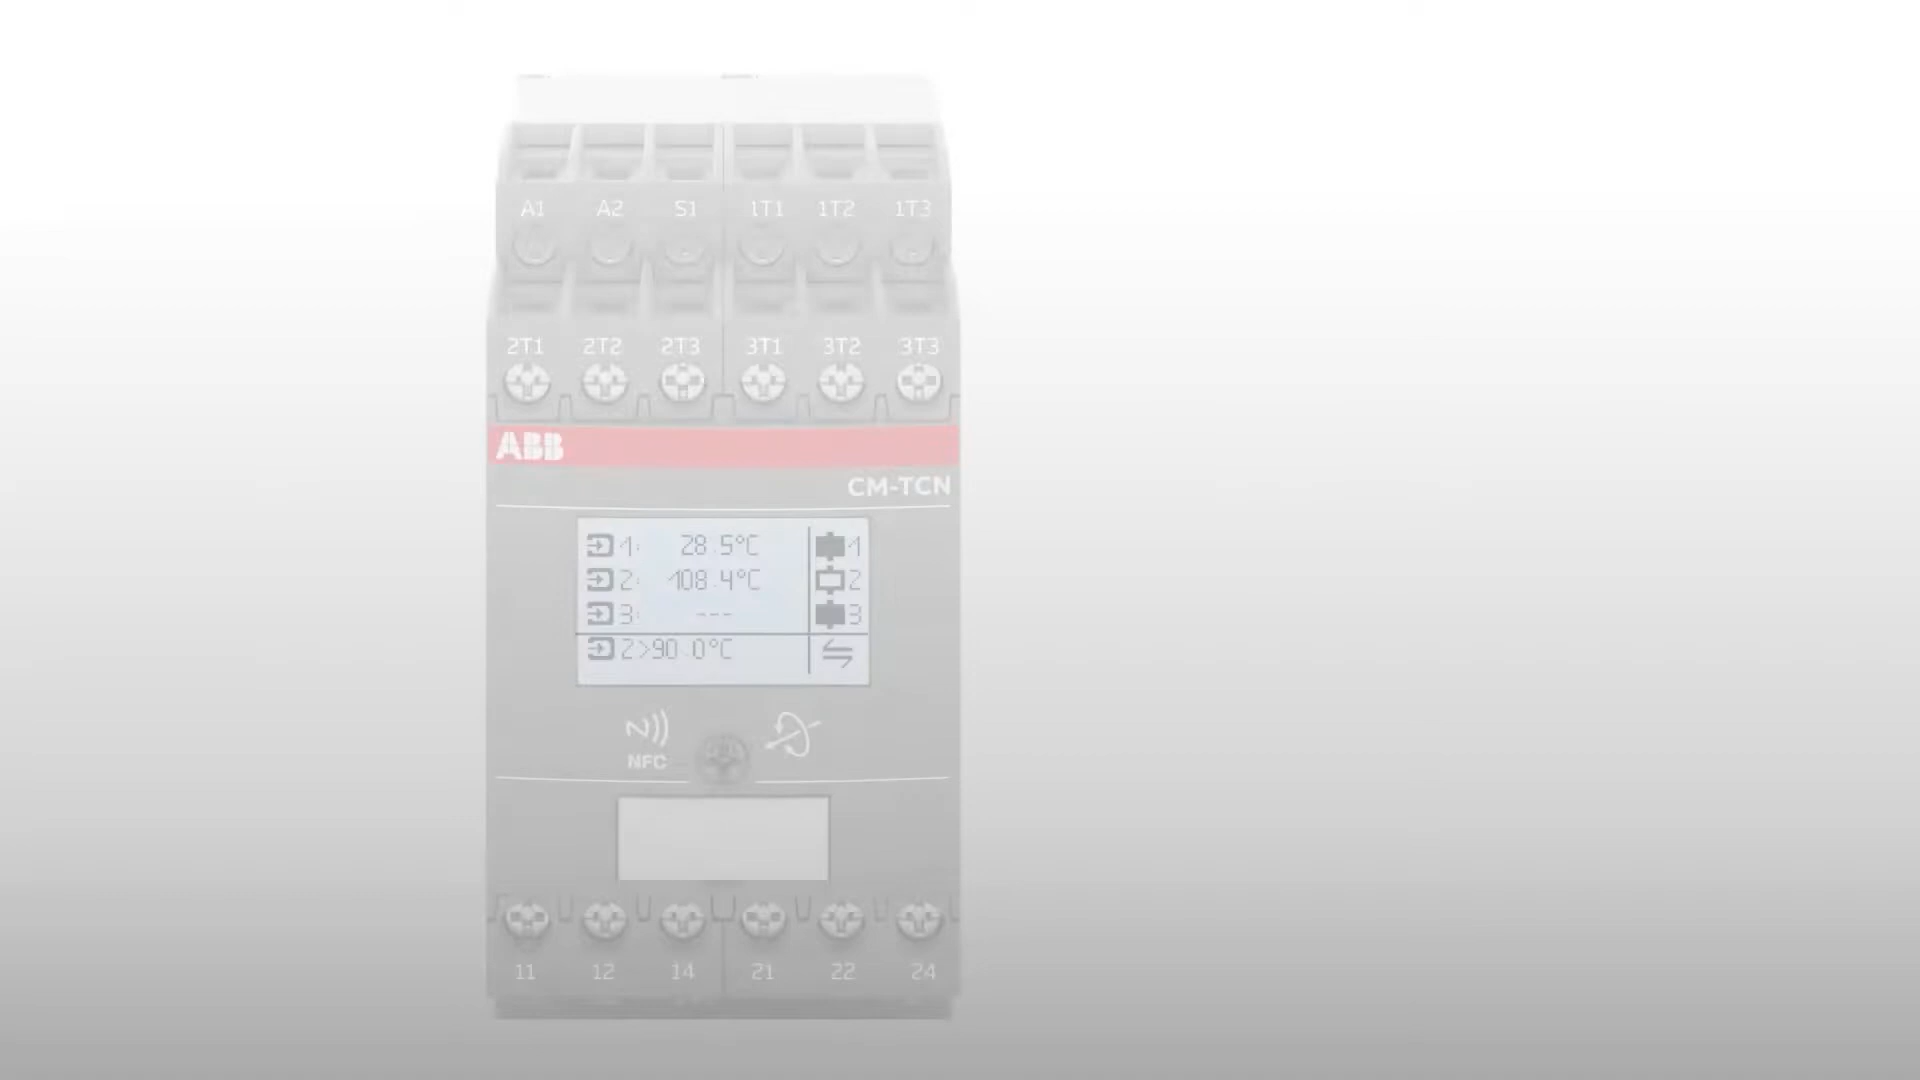 A1 A2 S1 1T1 1T2 1T3
2T1 2T2 2T3 3T1 3T2 3T3
ABB
CM-TCN
1: 28.5°C 1
2: 108.4°C 2
3: --- 3
2>90.0°C
NFC
11 12 14 21 22 24